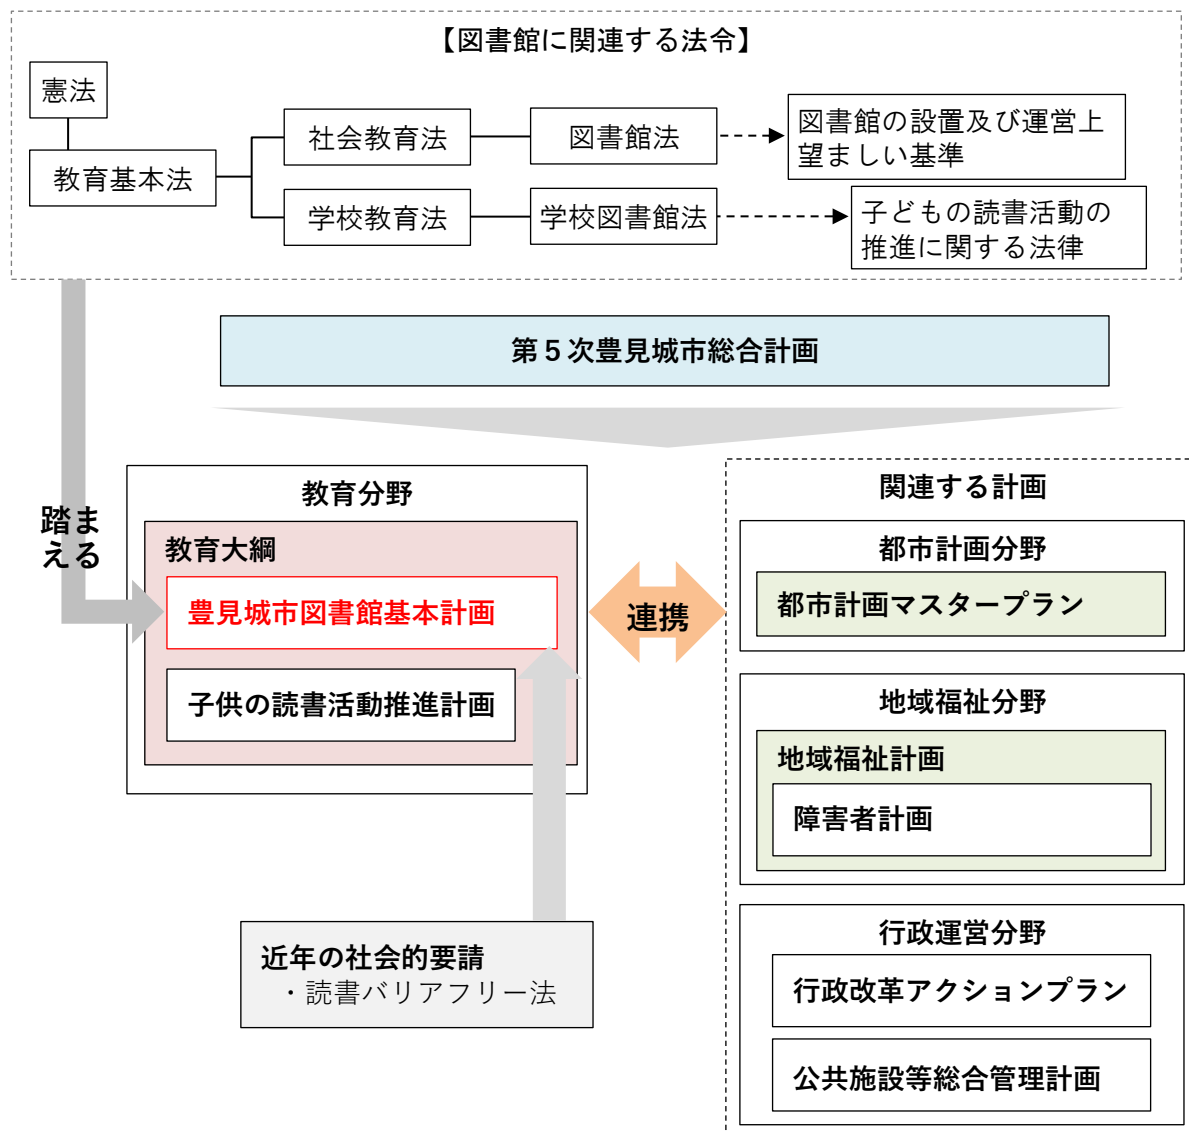 【図書館に関連する法令】
憲法
教育基本法
社会教育法
図書館法
図書館の設置及び運営上
望ましい基準
学校教育法
学校図書館法
子どもの読書活動の
推進に関する法律
第５次豊見城市総合計画
踏ま
える
教育分野
教育大綱
豊見城市図書館基本計画
子供の読書活動推進計画
連携
関連する計画
都市計画分野
都市計画マスタープラン
地域福祉分野
地域福祉計画
障害者計画
行政運営分野
行政改革アクションプラン
公共施設等総合管理計画
近年の社会的要請
・読書バリアフリー法